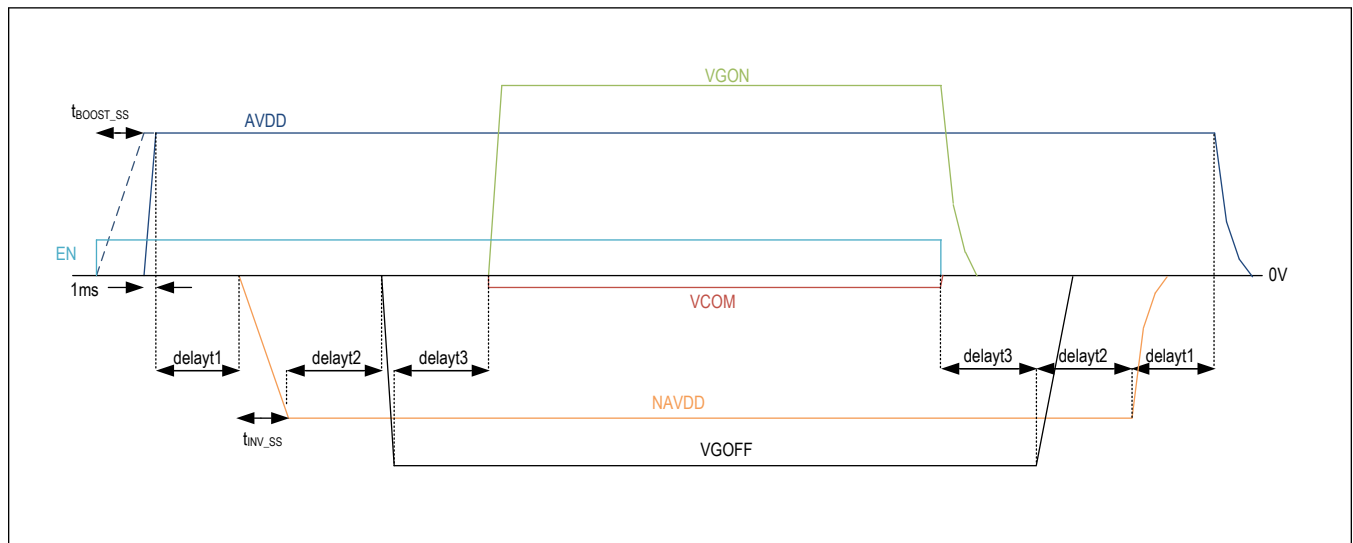 VGON
tBOOST_SS
AVDD
EN
0V
1ms
VCOM
delayt1
delayt2
delayt3
delayt3
delayt2
delayt1
NAVDD
tINV_SS
VGOFF